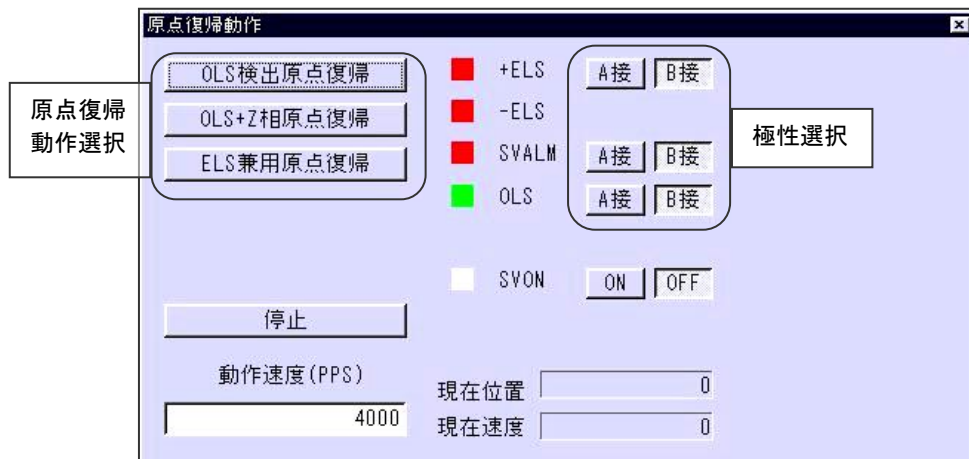 原点復帰動作
原点復帰
動作選択
OLS検出原点復帰
OLS+Z相原点復帰
ELS兼用原点復帰
+ELS A接 B接
-ELS
SVALM A接 B接
OLS A接 B接
極性選択
SVON ON OFF
停止
動作速度(PPS)
4000
現在位置 0
現在速度 0